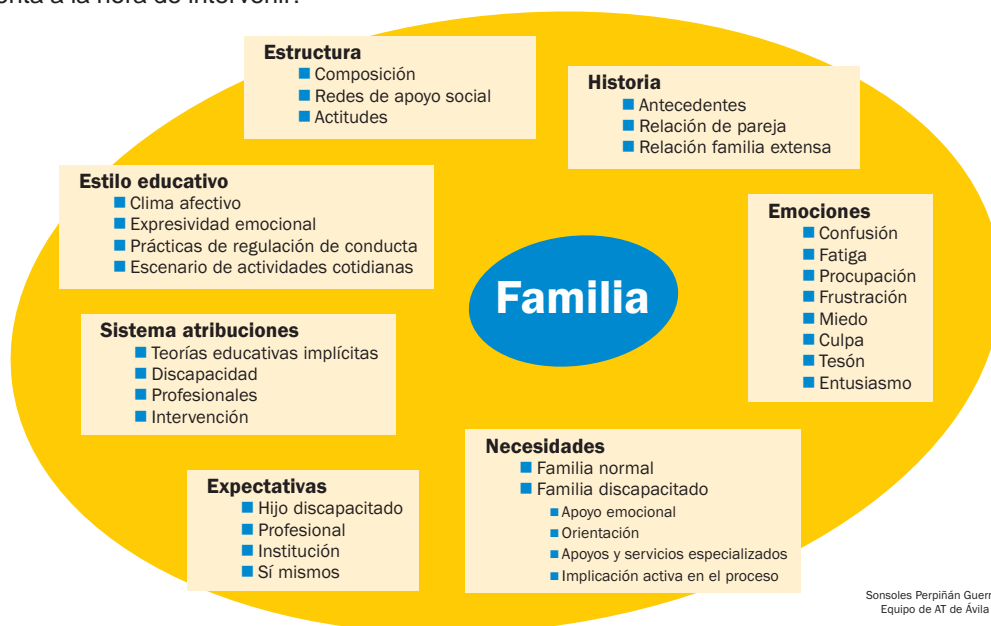 a la hora de intervenir?
Estructura
Composición
Redes de apoyo social
Actitudes
Historia
Antecedentes
Relación de pareja
Relación familia extensa
Estilo educativo
Clima afectivo
Expresividad emocional
Prácticas de regulación de conducta
Escenario de actividades cotidianas
Emociones
Confusión
Fatiga
Procupación
Frustración
Miedo
Culpa
Tesón
Entusiasmo
Familia
Sistema atribuciones
Teorías educativas implícitas
Discapacidad
Profesionales
Intervención
Necesidades
Familia normal
Familia discapacitado
Apoyo emocional
Orientación
Apoyos y servicios especializados
Implicación activa en el proceso
Expectativas
Hijo discapacitado
Profesional
Institución
Sí mismos
Sonsoles Perpiñán
Equipo de AT de Ávila